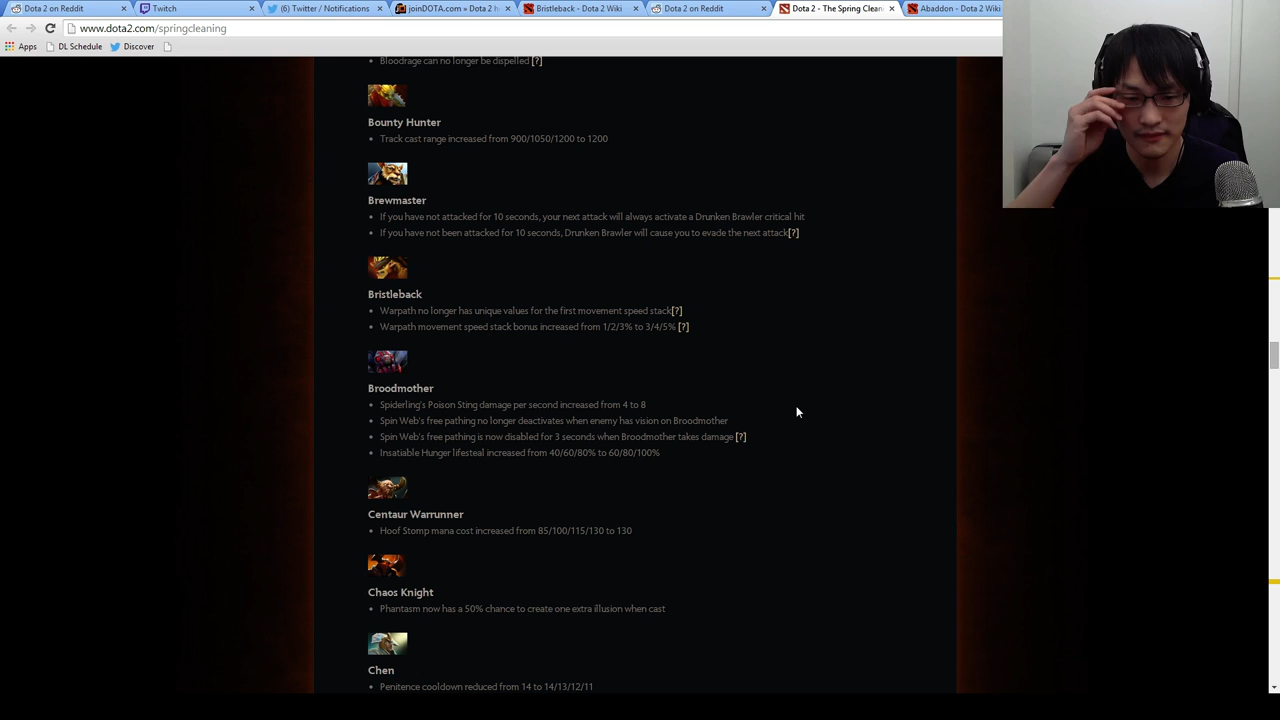 Dota 2 on Reddit
Twitch
(6) Twitter / Notifications
joinDOTA.com » Dota 2 h
Bristleback - Dota 2 Wiki
Dota 2 on Reddit
Dota 2 - The Spring Clean
Abaddon - Dota 2 Wiki
www.dota2.com/springcleaning
Apps
DL Schedule
Discover
Bloodrage can no longer be dispelled [?]
Bounty Hunter
Track cast range increased from 900/1050/1200 to 1200
Brewmaster
If you have not attacked for 10 seconds, your next attack will always activate a Drunken Brawler critical hit
If you have not been attacked for 10 seconds, Drunken Brawler will cause you to evade the next attack[?]
Bristleback
Warpath no longer has unique values for the first movement speed stack[?]
Warpath movement speed stack bonus increased from 1/2/3% to 3/4/5% [?]
Broodmother
Spiderling's Poison Sting damage per second increased from 4 to 8
Spin Web's free pathing no longer deactivates when enemy has vision on Broodmother
Spin Web's free pathing is now disabled for 3 seconds when Broodmother takes damage [?]
Insatiable Hunger lifesteal increased from 40/60/80% to 60/80/100%
Centaur Warrunner
Hoof Stomp mana cost increased from 85/100/115/130 to 130
Chaos Knight
Phantasm now has a 50% chance to create one extra illusion when cast
Chen
Penitence cooldown reduced from 14 to 14/13/12/11